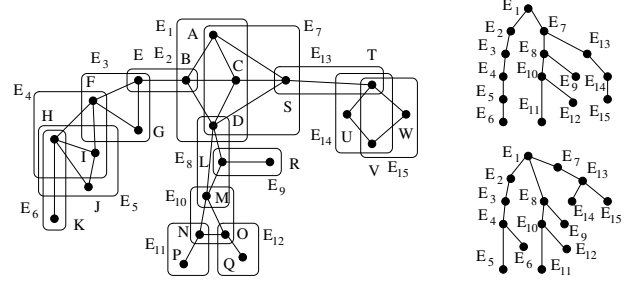 E1 E7
A
E3 E E2 B C E13 T
E4 F
S
H G D U W
E14
I E8 L R V E15
E9
J E5
E6 K E10 M
N O
E11 E12
P Q
E1
E2 E7
E3 E8 E13
E4 E10 E9 E14
E5 E11 E12 E15
E6
E1
E2 E7
E13
E3 E8
E14 E15
E4 E10 E9
E6 E12
E5 E11